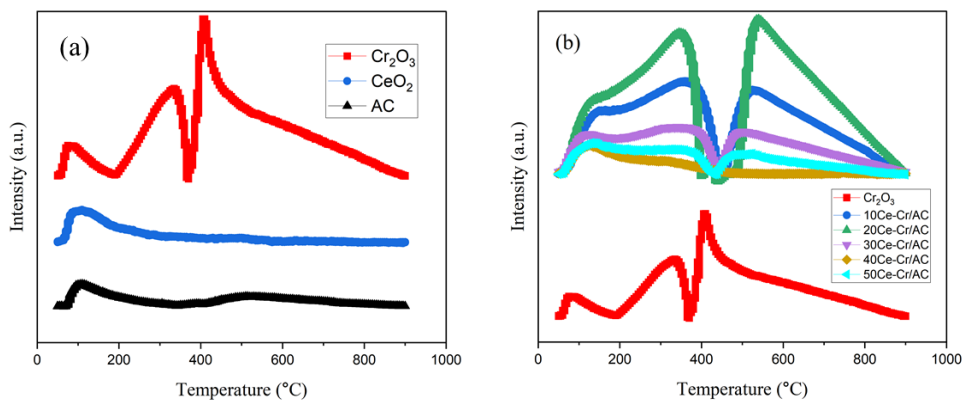 (a)
Cr₂O₃
CeO₂
AC
Intensity (a.u.)
0 200 400 600 800 1000
Temperature (°C)
(b)
Cr₂O₃
10Ce-Cr/AC
20Ce-Cr/AC
30Ce-Cr/AC
40Ce-Cr/AC
50Ce-Cr/AC
Intensity (a.u.)
0 200 400 600 800 1000
Temperature (°C)